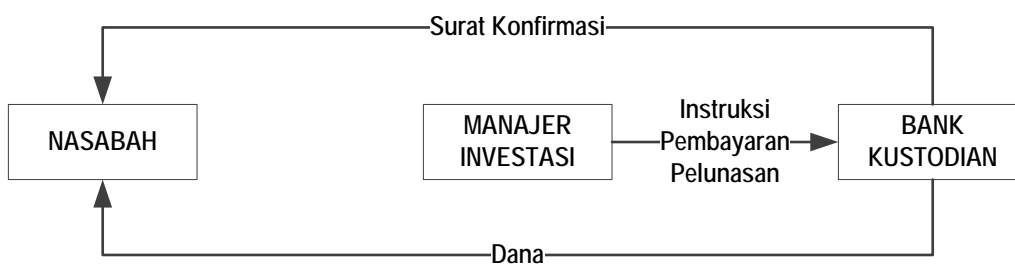 Surat Konfirmasi
NASABAH
MANAJER
INVESTASI
Instruksi
Pembayaran
Pelunasan
BANK
KUSTODIAN
Dana